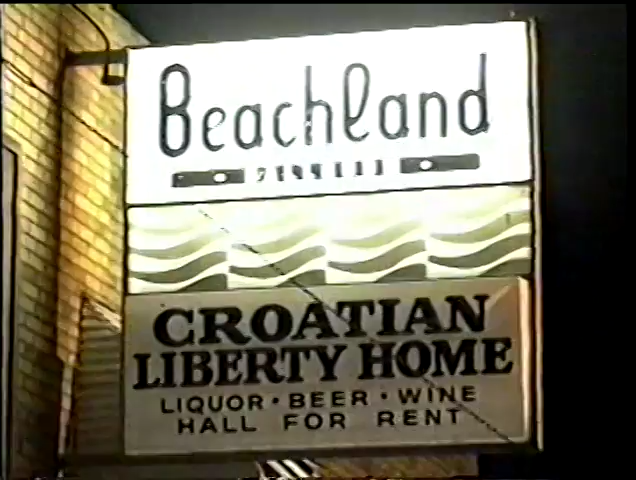 Beachland
CROATIAN
LIBERTY HOME
LIQUOR • BEER • WINE
HALL FOR RENT